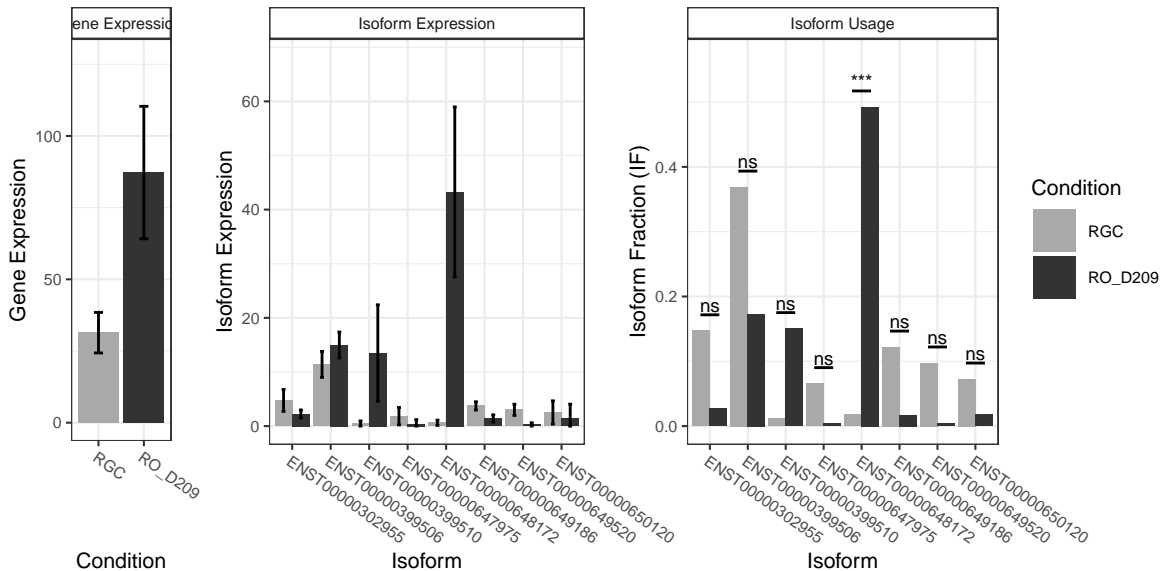 ene Expressio
Isoform Expression
Isoform Usage
Gene Expression
0
50
100
RGC
RO_D209
Condition
Isoform Expression
0
20
40
60
ENST00000302955
ENST00000399506
ENST00000399510
ENST00000647975
ENST00000648172
ENST00000649186
ENST00000649520
ENST00000650120
Isoform
Isoform Fraction (IF)
0.0
0.2
0.4
ns
ns
ns
ns
***
ns
ns
ns
ENST00000302955
ENST00000399506
ENST00000399510
ENST00000647975
ENST00000648172
ENST00000649186
ENST00000649520
ENST00000650120
Isoform
Condition
RGC
RO_D209